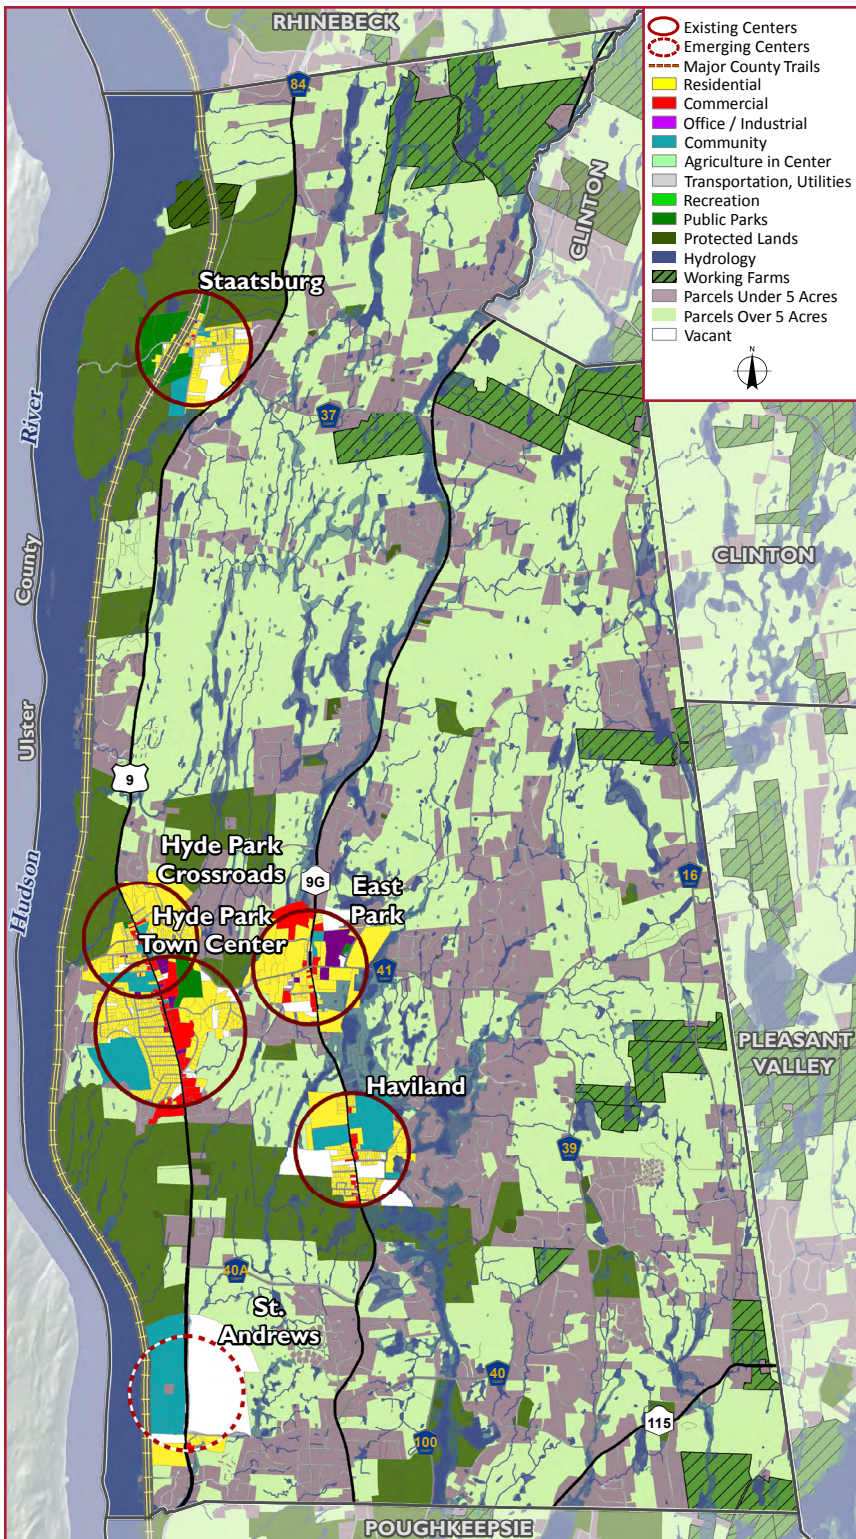 RHINEBECK
Existing Centers
Emerging Centers
Major County Trails
Residential
Commercial
Office / Industrial
Community
Agriculture in Center
Transportation, Utilities
Recreation
Public Parks
Protected Lands
Hydrology
Working Farms
Parcels Under 5 Acres
Parcels Over 5 Acres
Vacant
N
84
CLINTON
Staatsburg
37
River
CLINTON
County
Ulster
9
Hyde Park
Crossroads
9G
East
Park
16
Hudson
Hyde Park
Town Center
41
PLEASANT
VALLEY
Haviland
39
40A
St.
Andrews
40
115
100
POUGHKEEPSIE